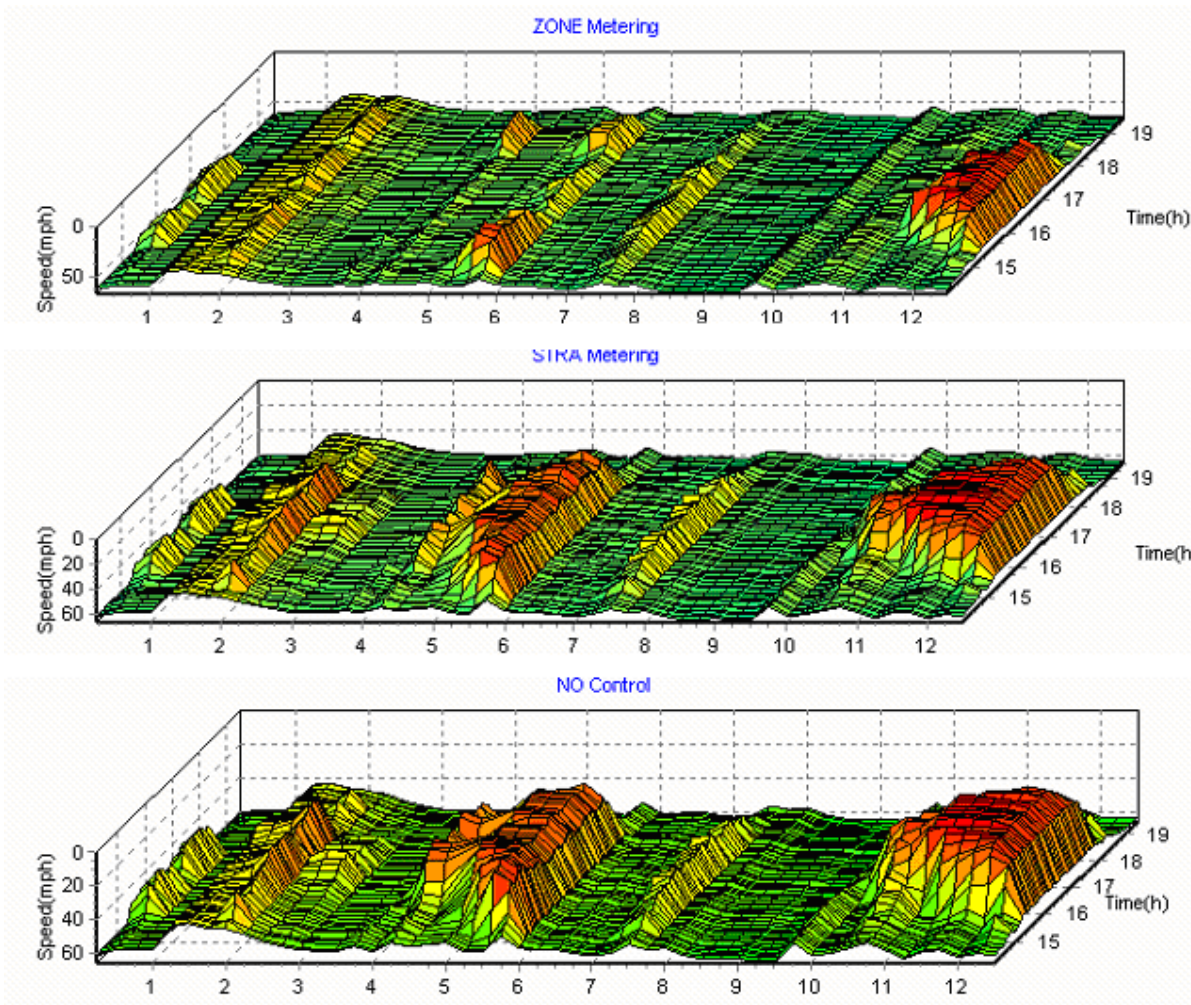 ZONE Metering
0
50
Speed(mph)
1 2 3 4 5 6 7 8 9 10 11 12
15 16 17 18 19
Time(h)
STRA Metering
0
20
40
60
Speed(mph)
1 2 3 4 5 6 7 8 9 10 11 12
15 16 17 18 19
Time(h
NO Control
0
20
40
60
Speed(mph)
1 2 3 4 5 6 7 8 9 10 11 12
15 16 17 18 19
Time(h)